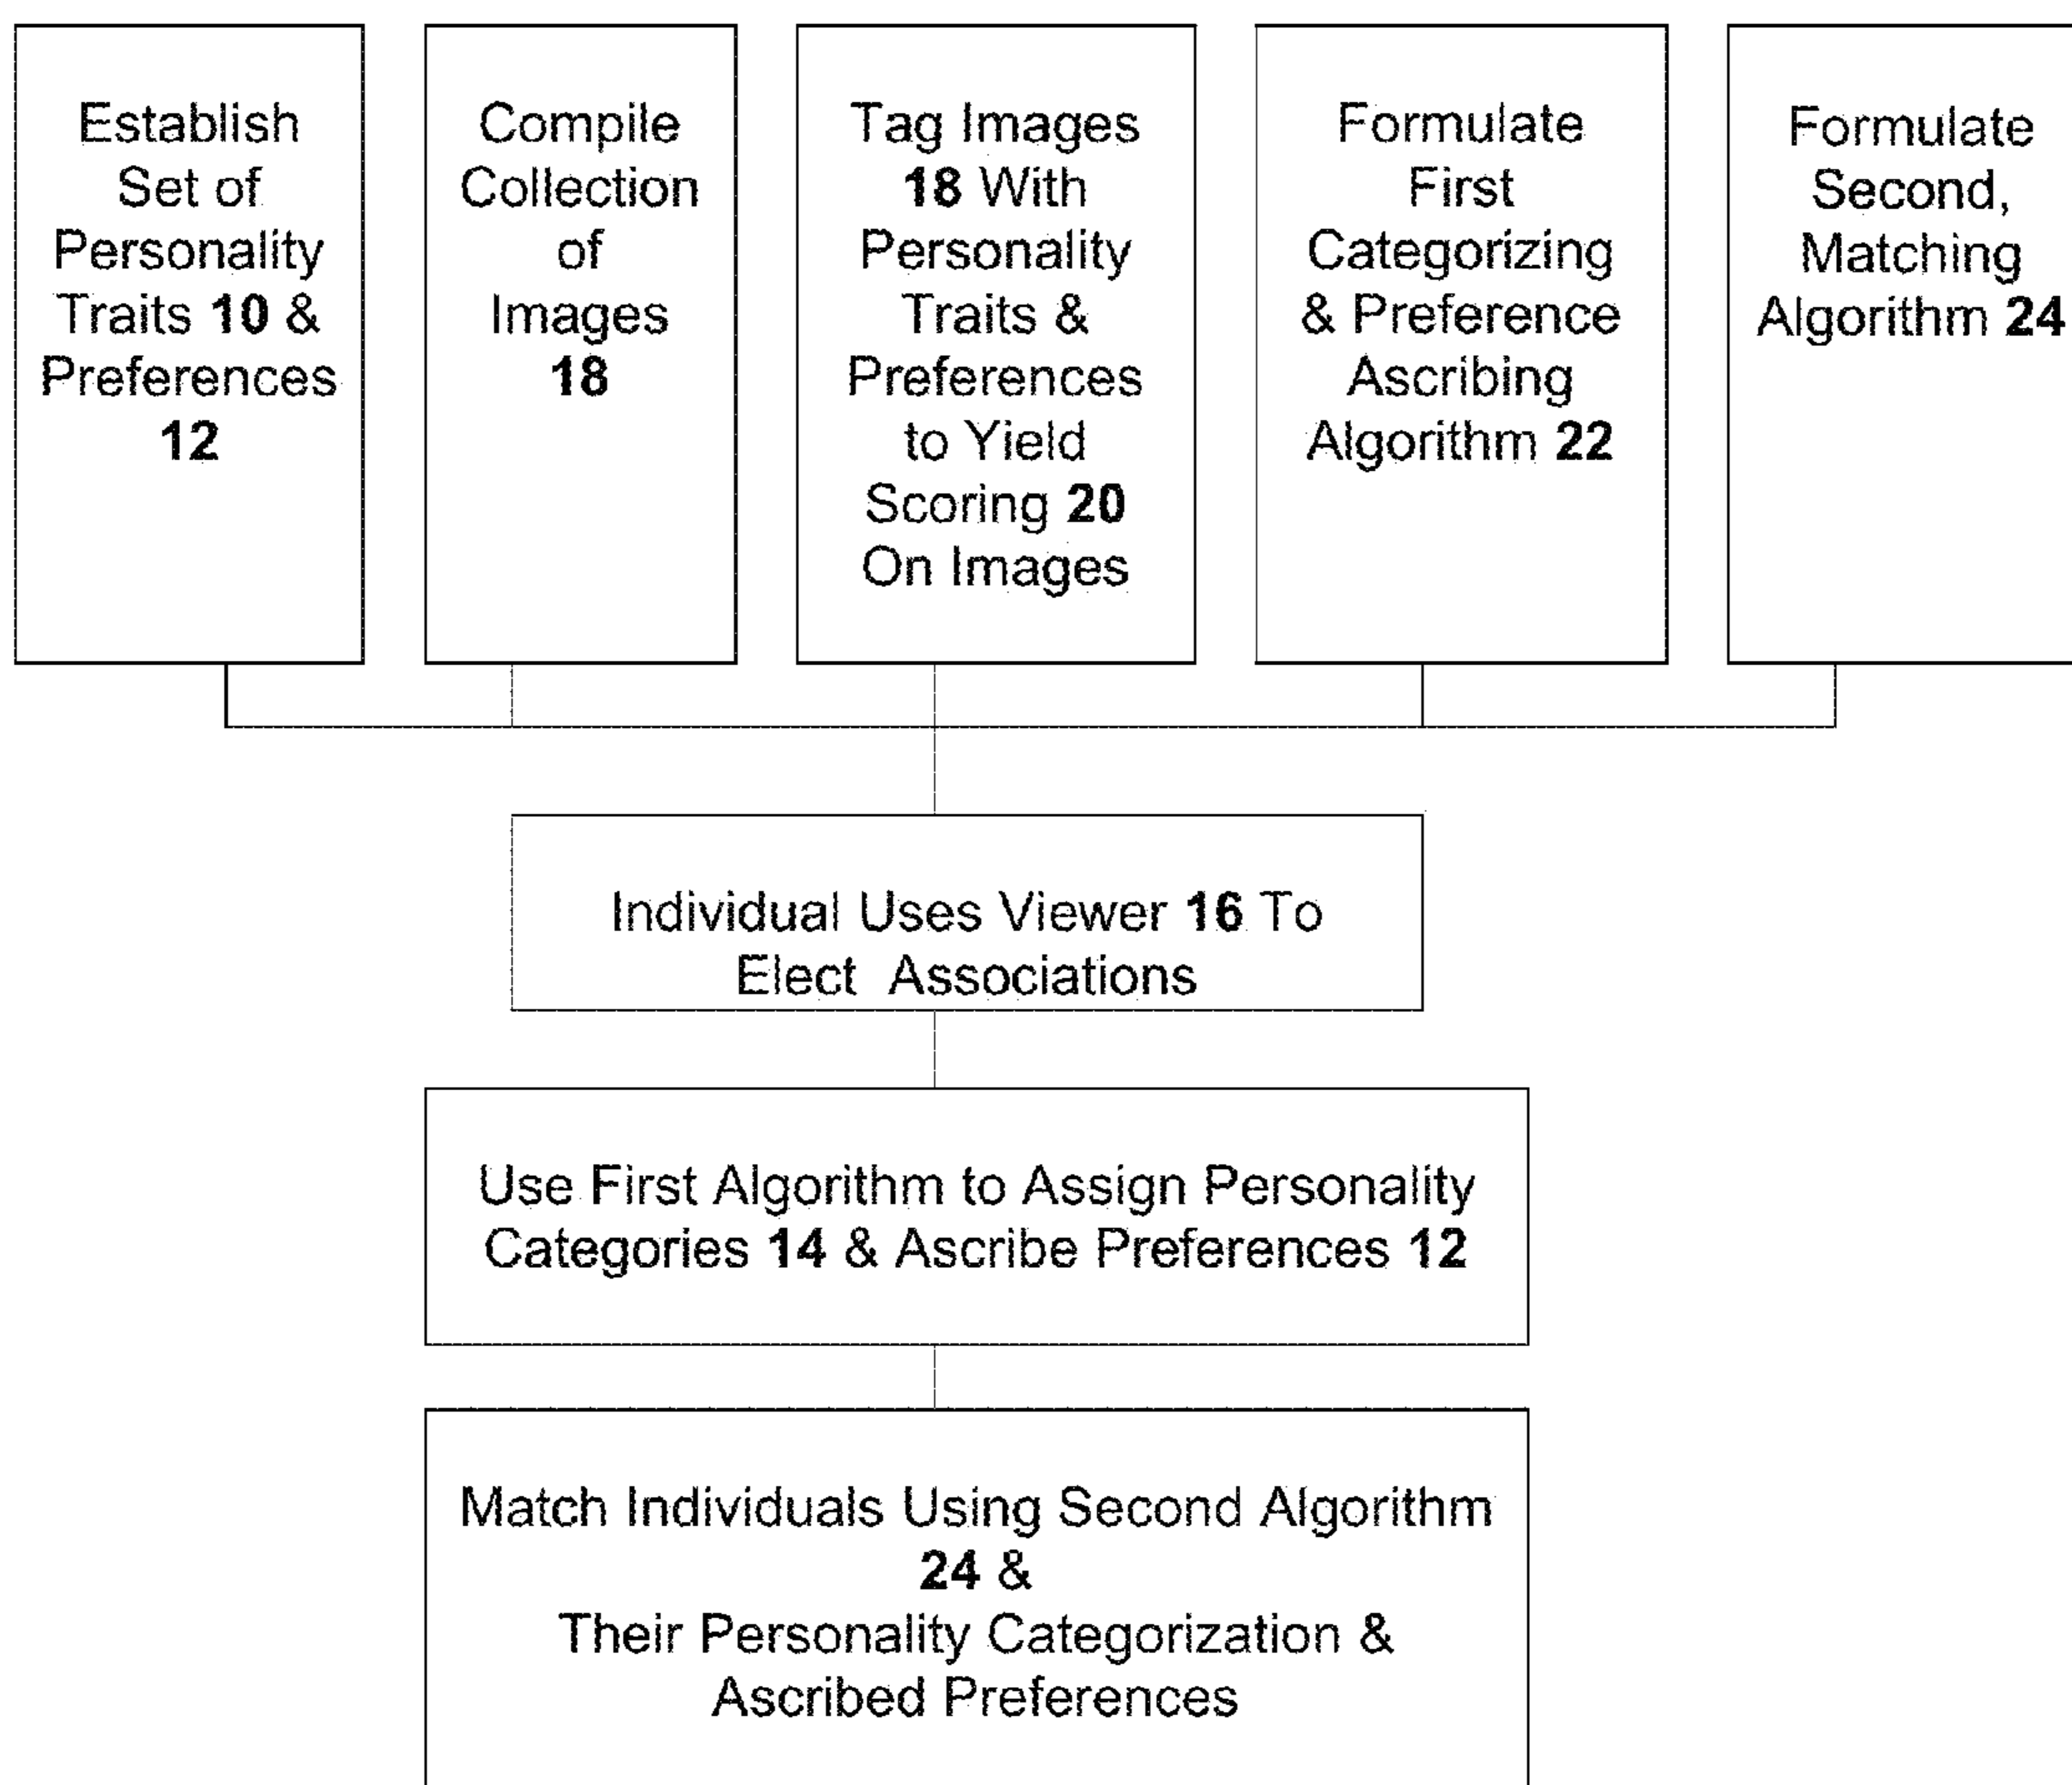 Establish
Set of
Personality
Traits 10 &
Preferences
12
Compile
Collection
of
Images
18
Tag Images
18 With
Personality
Traits &
Preferences
to Yield
Scoring 20
On Images
Formulate
First
Categorizing
& Preference
Ascribing
Algorithm 22
Formulate
Second,
Matching
Algorithm 24
Individual Uses Viewer 16 To
Elect Associations
Use First Algorithm to Assign Personality
Categories 14 & Ascribe Preferences 12
Match Individuals Using Second Algorithm
24 &
Their Personality Categorization &
Ascribed Preferences